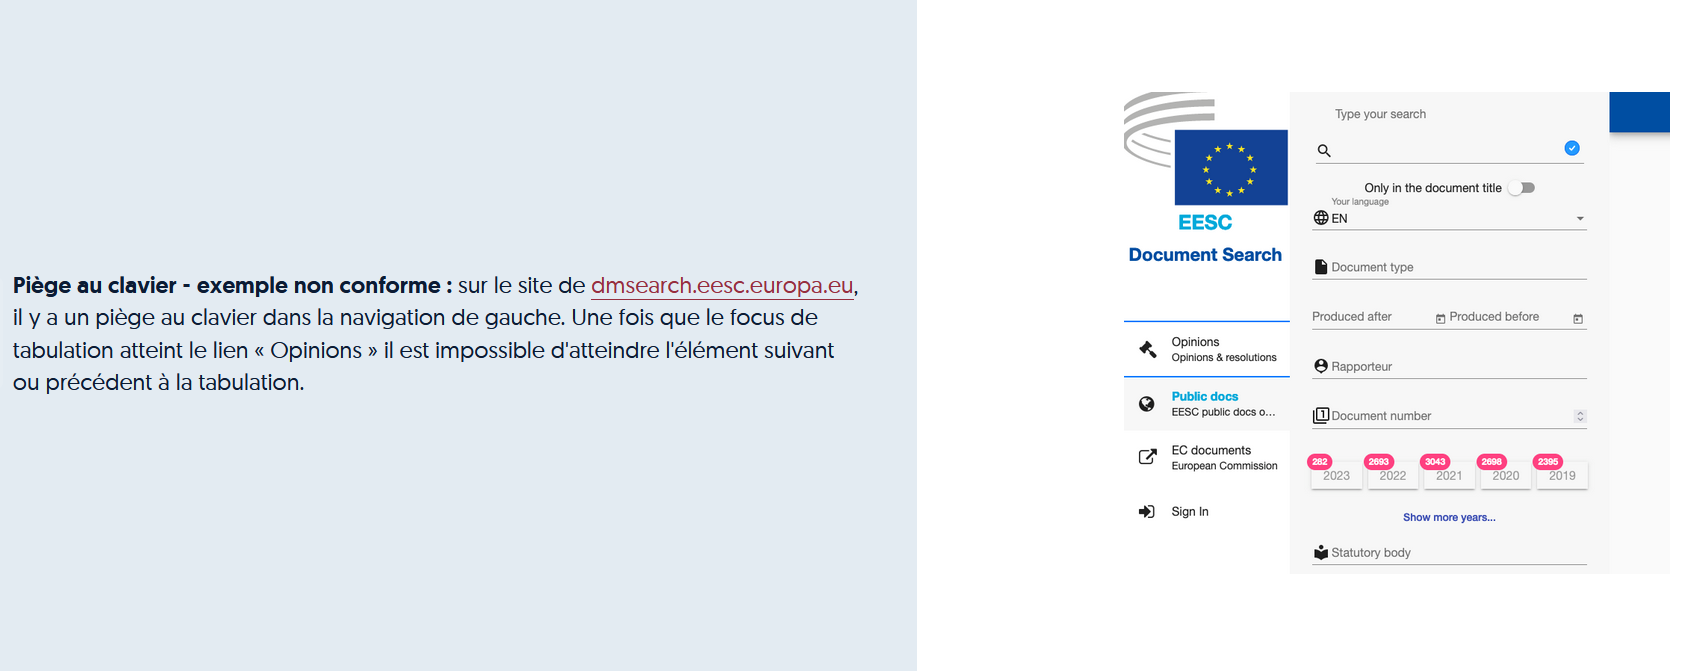 Piège au clavier - exemple non conforme : sur le site de dmsearch.eesc.europa.eu,
il y a un piège au clavier dans la navigation de gauche. Une fois que le focus de
tabulation atteint le lien « Opinions » il est impossible d'atteindre l'élément suivant
ou précédent à la tabulation.
EESC
Document Search
Opinions
Opinions & resolutions
Public docs
EESC public docs o...
EC documents
European Commission
Sign In
Type your search
Only in the document title
Your language
EN
Document type
Produced after Produced before
Rapporteur
1 Document number
282 2693 3043 2698 2395
2023 2022 2021 2020 2019
Show more years...
Statutory body